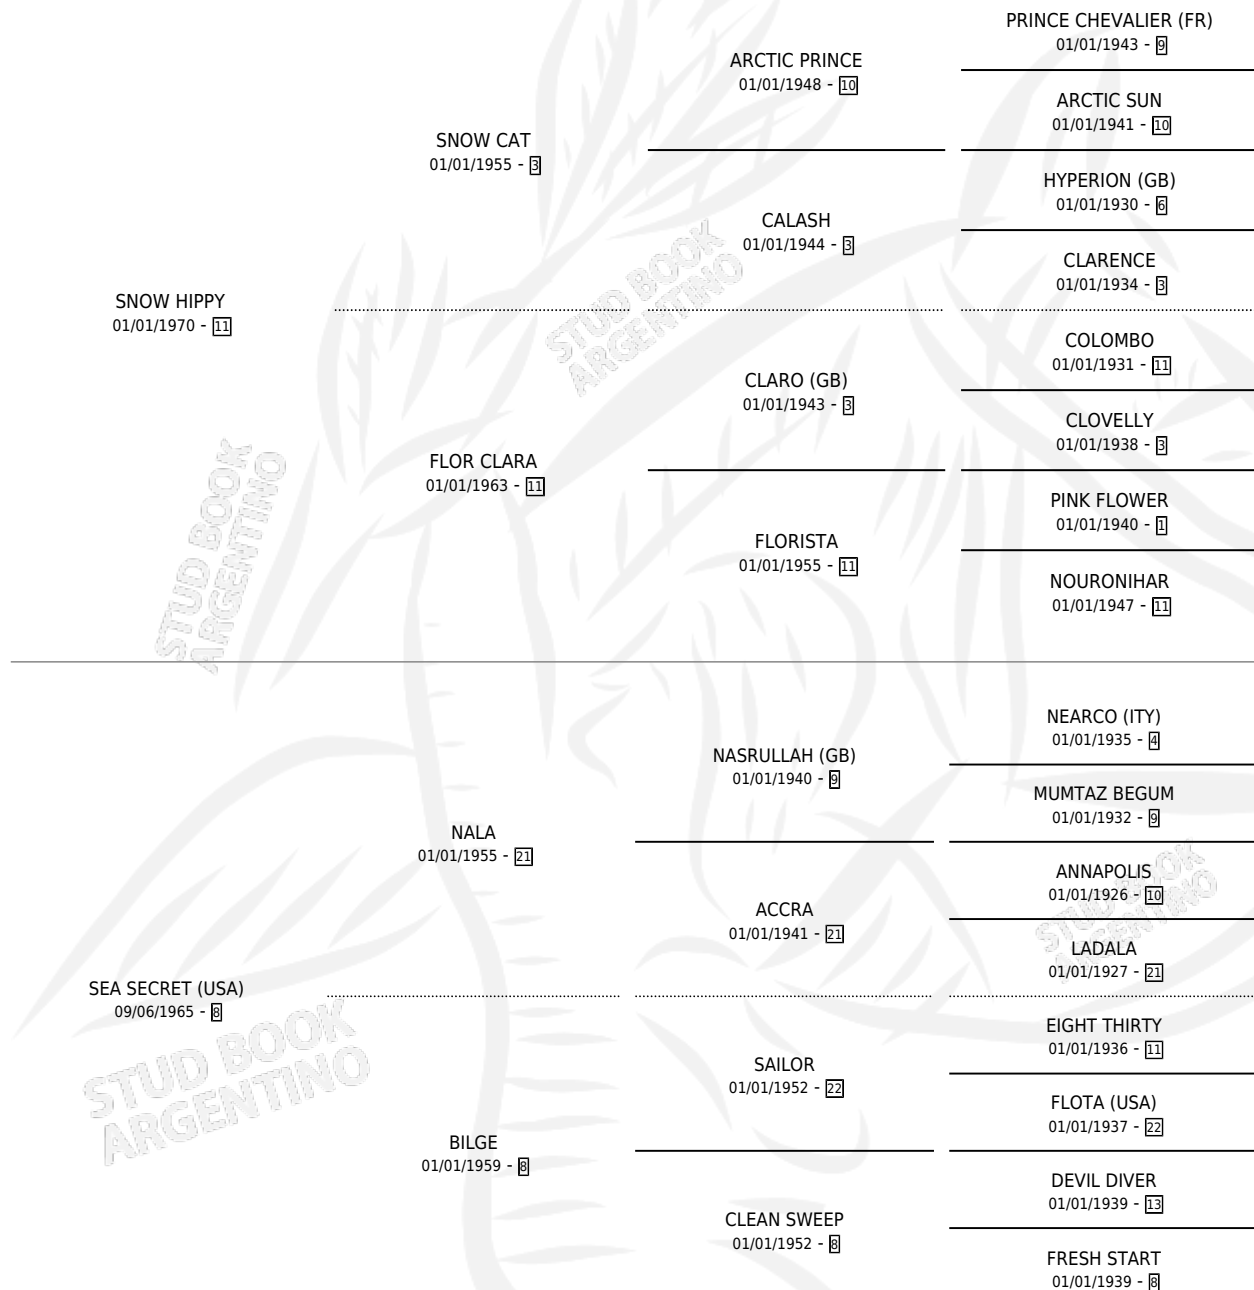 PRINCE CHEVALIER (FR)
01/01/1943 - 9
ARCTIC PRINCE
01/01/1948 - 10
ARCTIC SUN
01/01/1941 - 10
SNOW CAT
01/01/1955 - 3
HYPERION (GB)
01/01/1930 - 6
CALASH
01/01/1944 - 3
CLARENCE
01/01/1934 - 3
SNOW HIPPY
01/01/1970 - 11
COLOMBO
01/01/1931 - 11
CLARO (GB)
01/01/1943 - 3
CLOVELLY
01/01/1938 - 3
FLOR CLARA
01/01/1963 - 11
PINK FLOWER
01/01/1940 - 1
FLORISTA
01/01/1955 - 11
NOURONIHAR
01/01/1947 - 11
NEARCO (ITY)
01/01/1935 - 4
NASRULLAH (GB)
01/01/1940 - 9
MUMTAZ BEGUM
01/01/1932 - 9
NALA
01/01/1955 - 21
ANNAPOLIS
01/01/1926 - 10
ACCRA
01/01/1941 - 21
LADALA
01/01/1927 - 21
SEA SECRET (USA)
09/06/1965 - 8
EIGHT THIRTY
01/01/1936 - 11
SAILOR
01/01/1952 - 22
FLOTA (USA)
01/01/1937 - 22
BILGE
01/01/1959 - 8
DEVIL DIVER
01/01/1939 - 13
CLEAN SWEEP
01/01/1952 - 8
FRESH START
01/01/1939 - 8
STUD BOOK
ARGENTINO
STUD BOOK
ARGENTINO
STUD BOOK
ARGENTINO
STUD BOOK
ARGENTINO